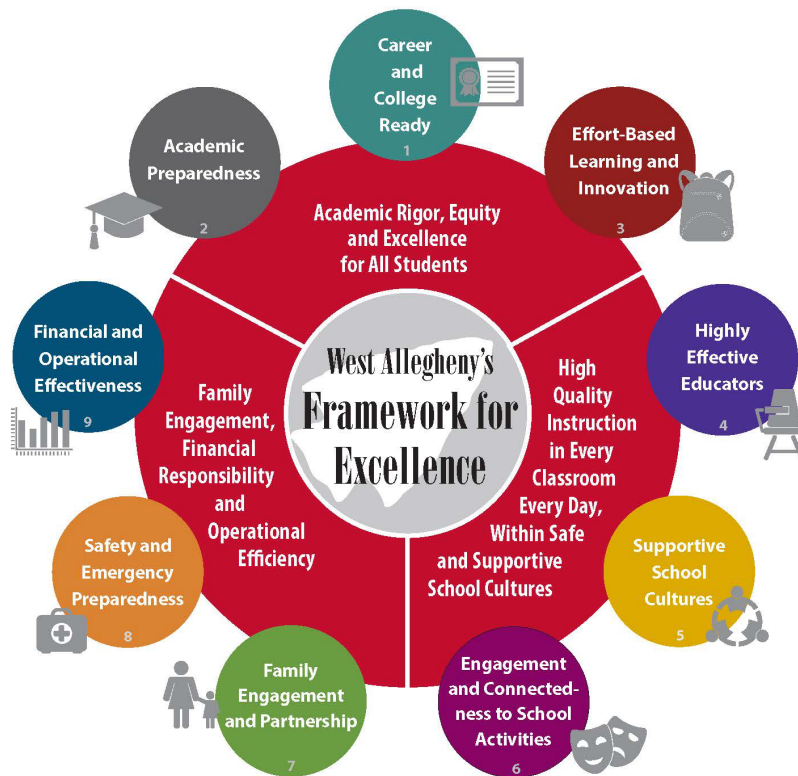 West Allegheny's
Framework for
Excellence
Academic Rigor, Equity
and Excellence
for All Students
High
Quality
Instruction
in Every
Classroom
Every Day,
Within Safe
and Supportive
School Cultures
Family
Engagement,
Financial
Responsibility
and
Operational
Efficiency
Career
and
College
Ready
1
Academic
Preparedness
2
Effort-Based
Learning and
Innovation
3
Highly
Effective
Educators
4
Supportive
School
Cultures
5
Engagement
and Connected-
ness to School
Activities
6
Family
Engagement
and Partnership
7
Safety and
Emergency
Preparedness
8
Financial and
Operational
Effectiveness
9